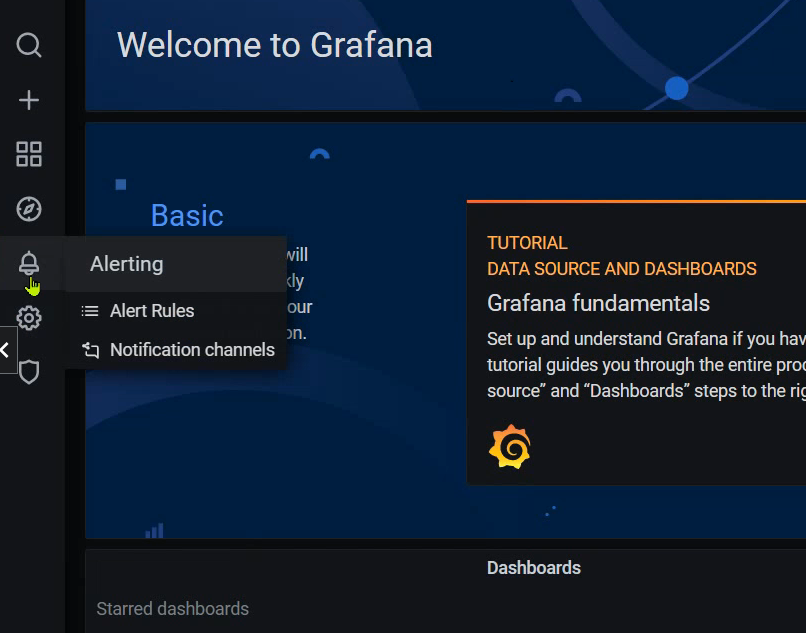 Welcome to Grafana
Basic
will
kly
our
on.
Alerting
Alert Rules
Notification channels
TUTORIAL
DATA SOURCE AND DASHBOARDS
Grafana fundamentals
Set up and understand Grafana if you hav
tutorial guides you through the entire proc
source” and “Dashboards” steps to the rig
Dashboards
Starred dashboards